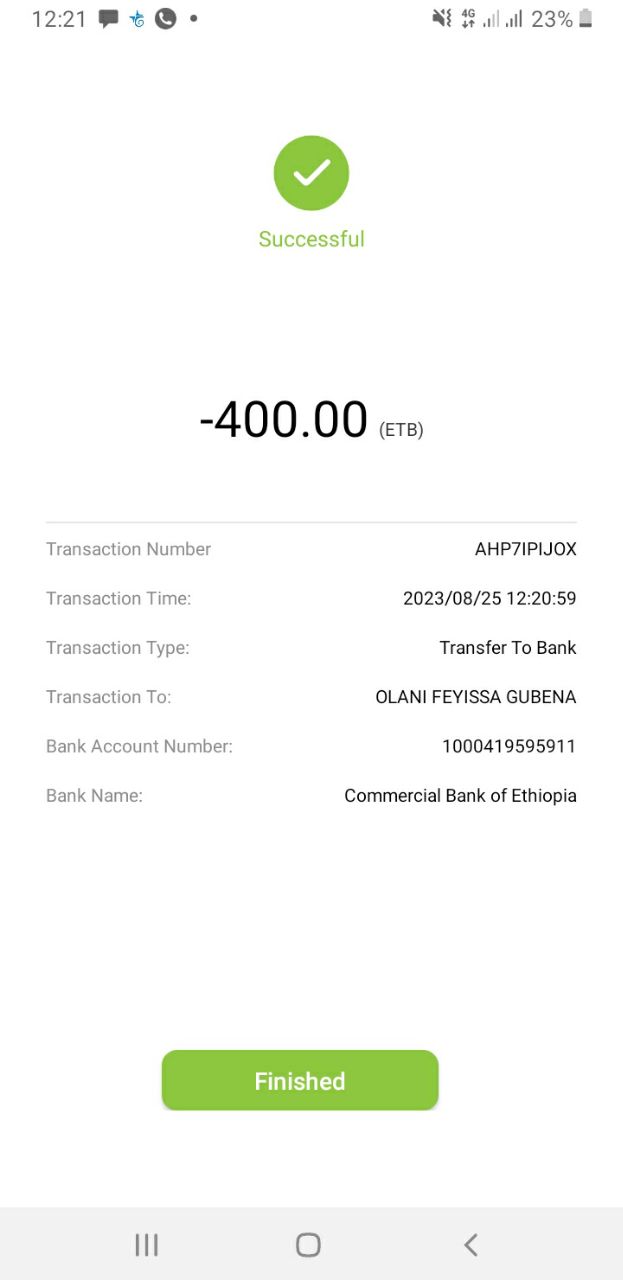 12:21 4G 23%
Successful
-400.00 (ETB)
Transaction Number AHP7IPIJOX
Transaction Time: 2023/08/25 12:20:59
Transaction Type: Transfer To Bank
Transaction To: OLANI FEYISSA GUBENA
Bank Account Number: 1000419595911
Bank Name: Commercial Bank of Ethiopia
Finished